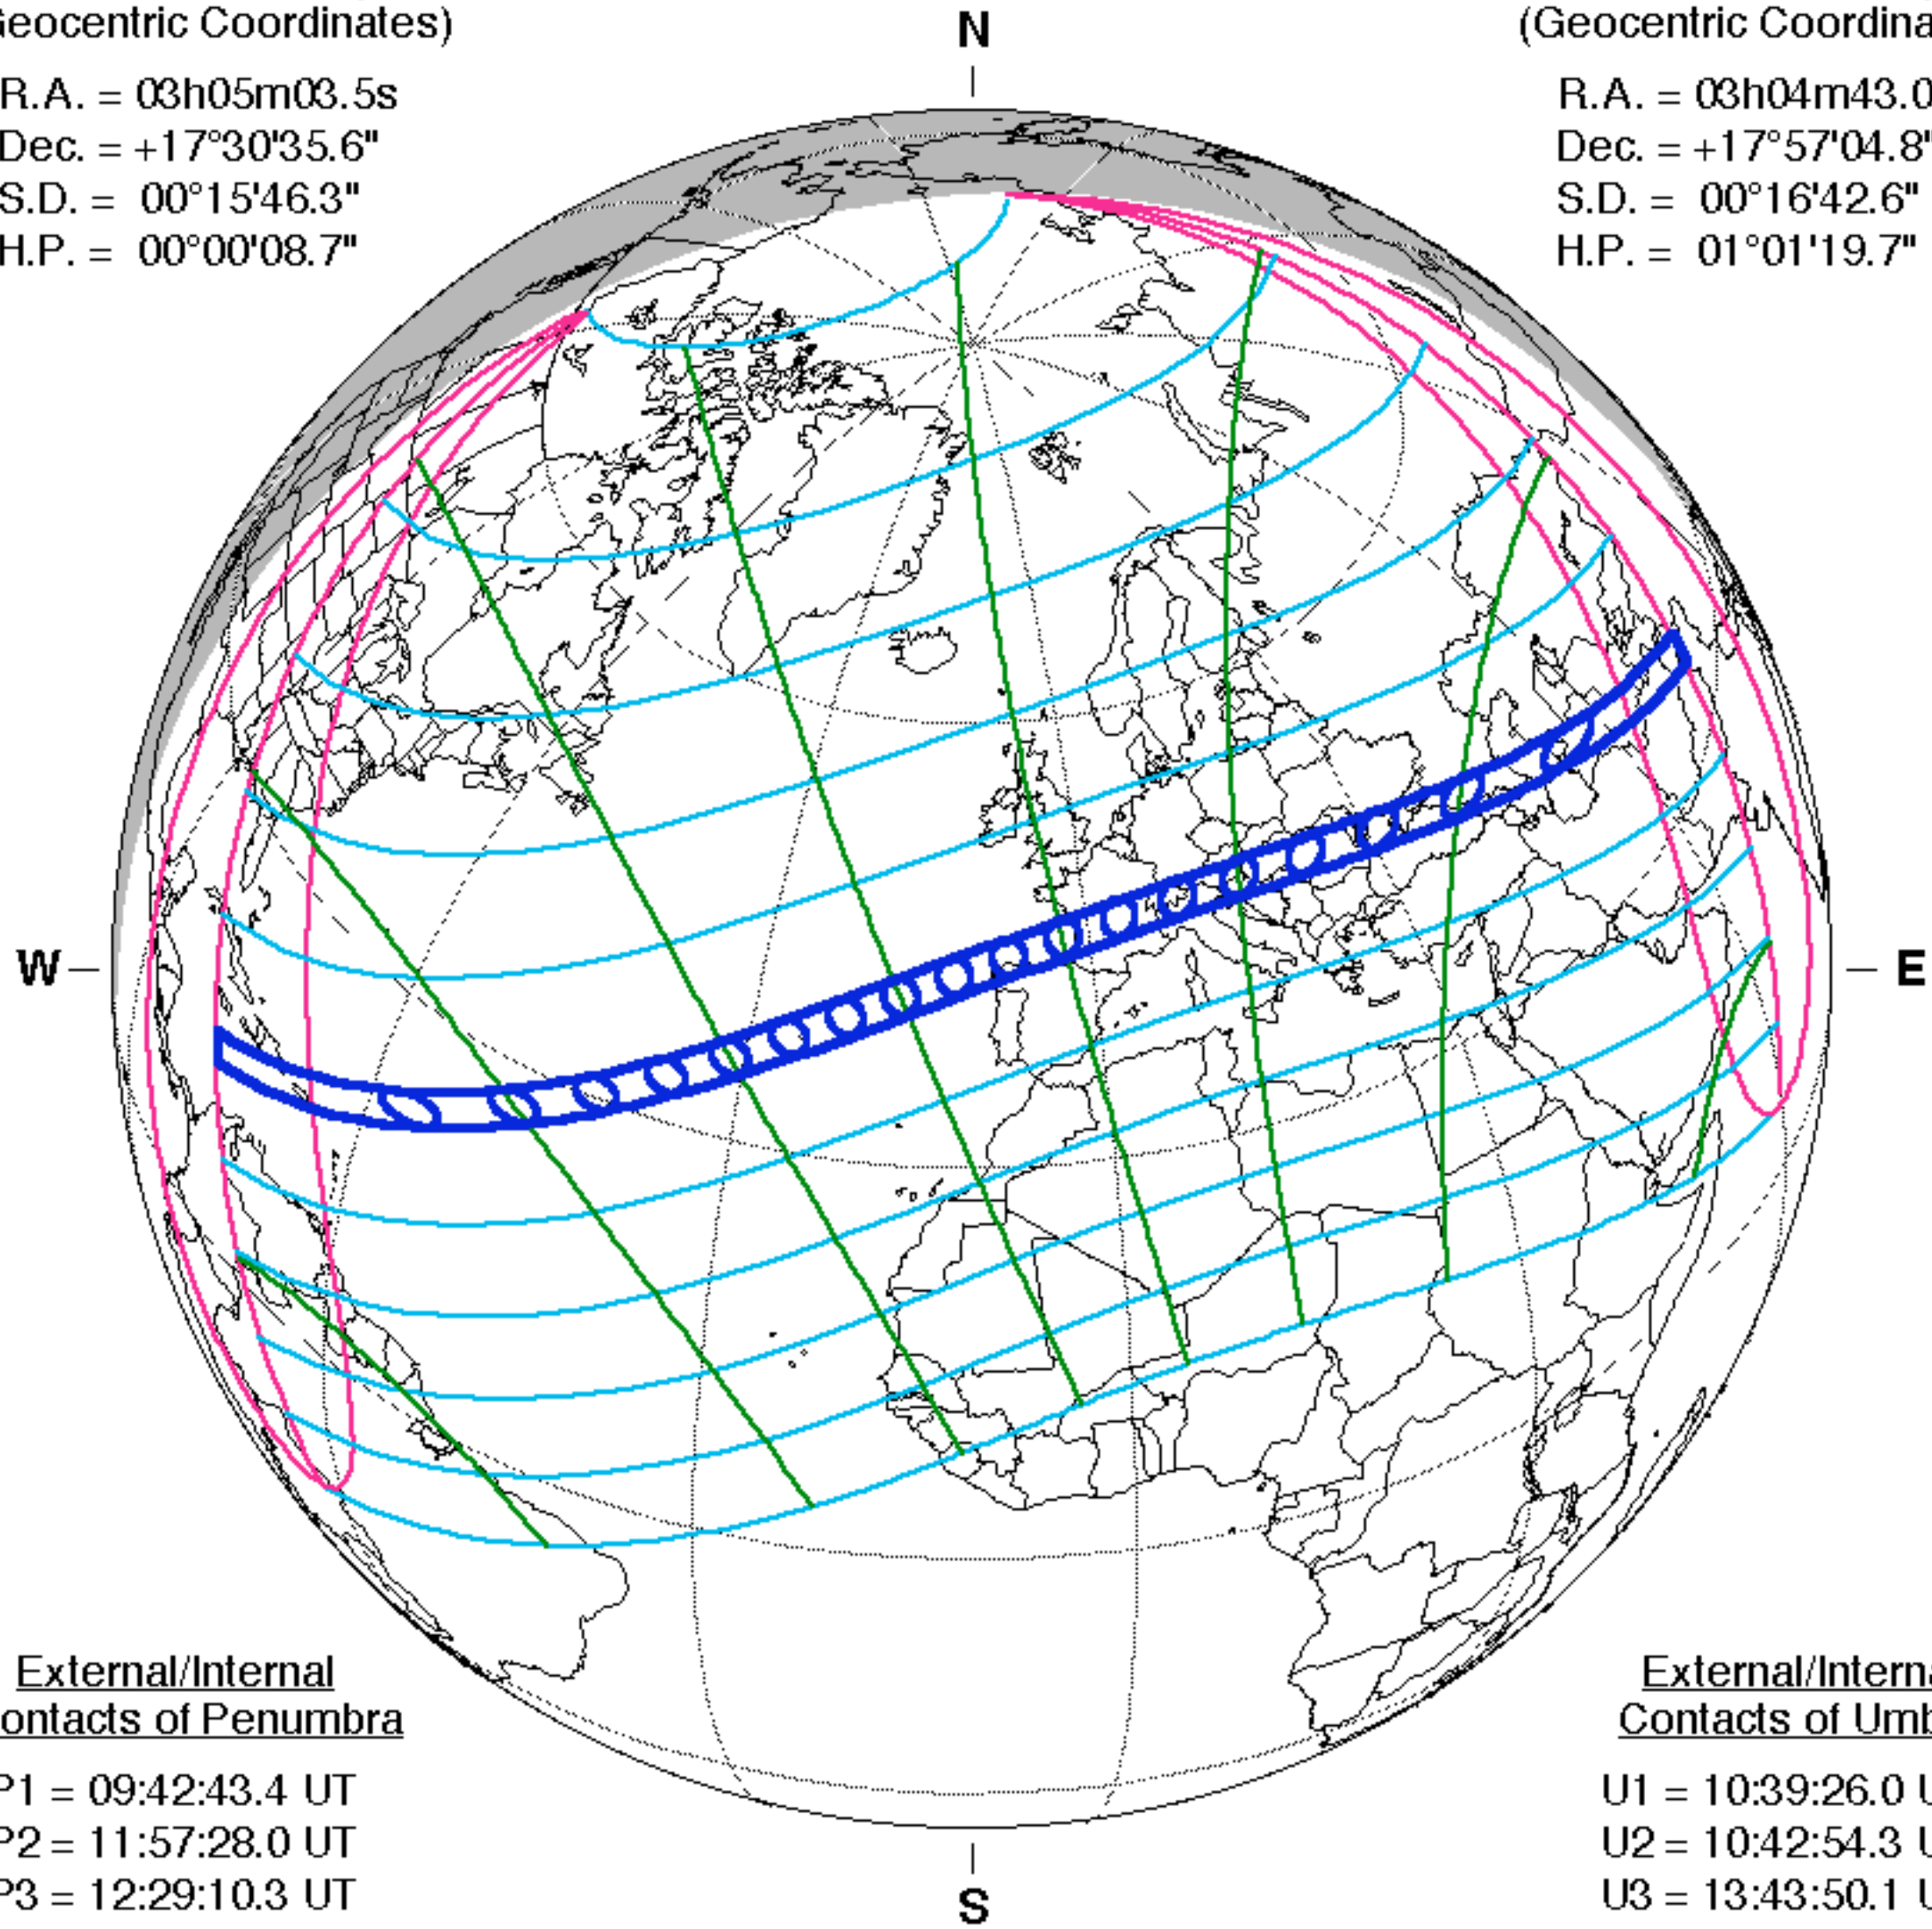 Geocentric Coordinates)
R.A. = 03h05m03.5s
Dec. = +17°30'35.6"
S.D. = 00°15'46.3"
H.P. = 00°00'08.7"
N
(Geocentric Coordina
R.A. = 03h04m43.0
Dec. = +17°57'04.8"
S.D. = 00°16'42.6"
H.P. = 01°01'19.7"
W
E
External/Internal
ontacts of Penumbra
P1 = 09:42:43.4 UT
P2 = 11:57:28.0 UT
P3 = 12:29:10.3 UT
S
External/Interna
Contacts of Umb
U1 = 10:39:26.0 U
U2 = 10:42:54.3 U
U3 = 13:43:50.1 U